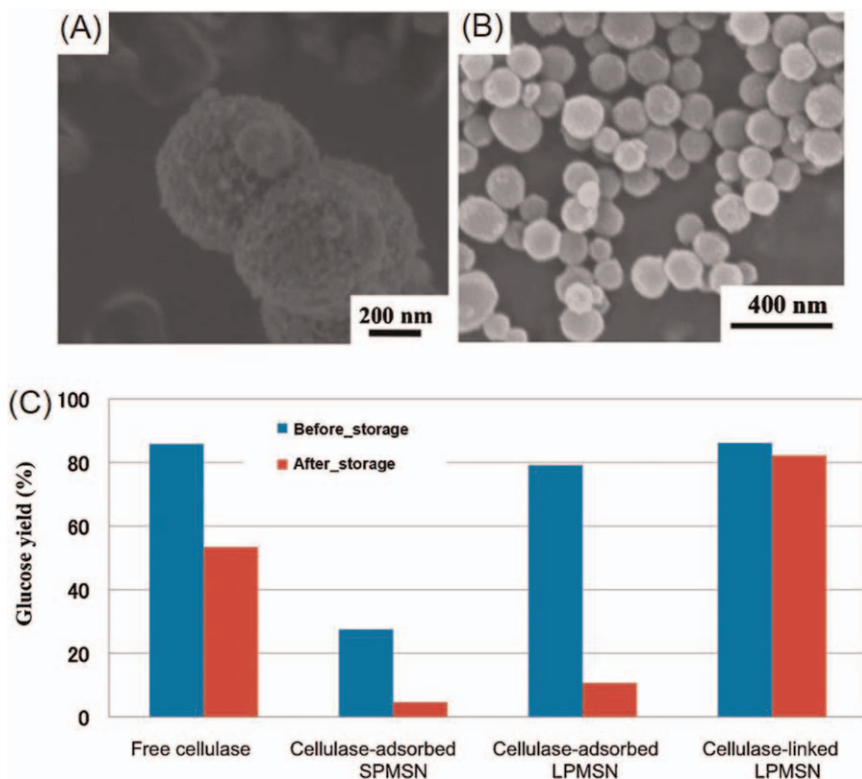 (A)
200 nm
(B)
400 nm
(C)
Glucose yield (%)
100
80
60
40
20
0
Before_storage
After_storage
Free cellulase
Cellulase-adsorbed
SPMSN
Cellulase-adsorbed
LPMSN
Cellulase-linked
LPMSN